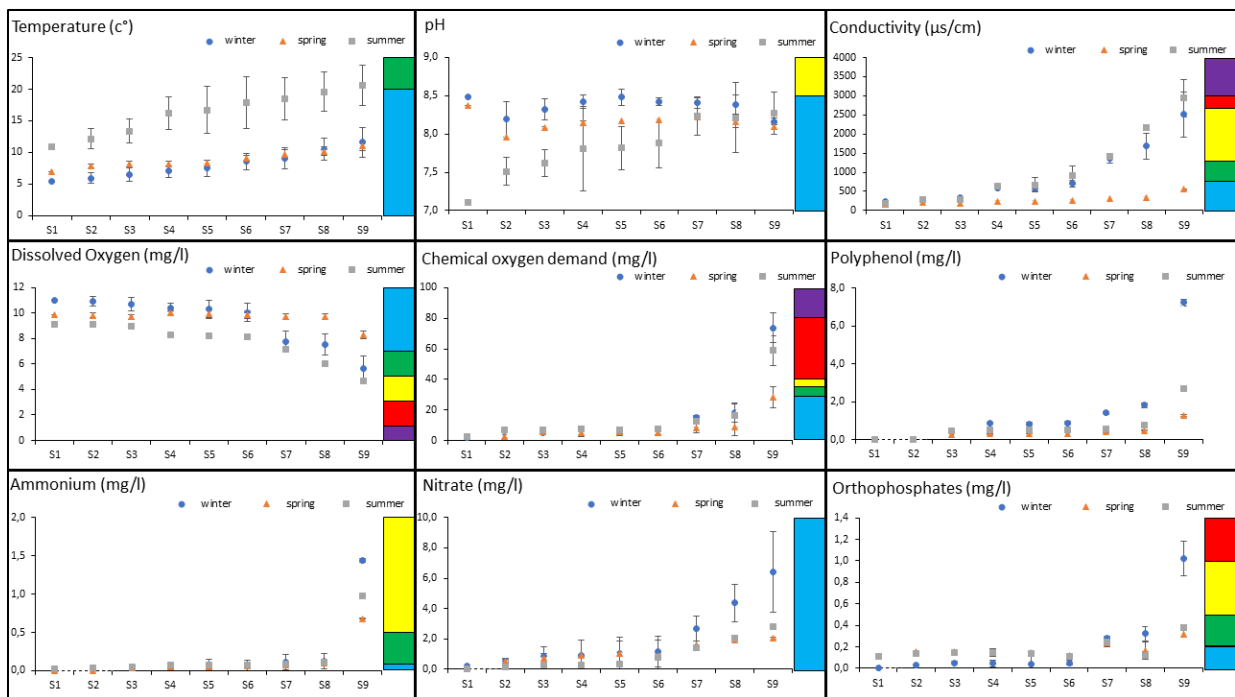 Temperature (c°)
winter spring summer
25
20
15
10
5
0
S1 S2 S3 S4 S5 S6 S7 S8 S9
pH
winter spring summer
9,0
8,5
8,0
7,5
7,0
S1 S2 S3 S4 S5 S6 S7 S8 S9
Conductivity (µs/cm)
winter spring summer
4000
3500
3000
2500
2000
1500
1000
500
0
S1 S2 S3 S4 S5 S6 S7 S8 S9
Dissolved Oxygen (mg/l)
winter spring summer
12
10
8
6
4
2
0
S1 S2 S3 S4 S5 S6 S7 S8 S9
Chemical oxygen demand (mg/l)
winter spring summer
100
80
60
40
20
0
S1 S2 S3 S4 S5 S6 S7 S8 S9
Polyphenol (mg/l)
winter spring summer
8,0
6,0
4,0
2,0
0,0
S1 S2 S3 S4 S5 S6 S7 S8 S9
Ammonium (mg/l)
winter spring summer
2,0
1,5
1,0
0,5
0,0
S1 S2 S3 S4 S5 S6 S7 S8 S9
Nitrate (mg/l)
winter spring summer
10,0
8,0
6,0
4,0
2,0
0,0
S1 S2 S3 S4 S5 S6 S7 S8 S9
Orthophosphates (mg/l)
winter spring summer
1,4
1,2
1,0
0,8
0,6
0,4
0,2
0,0
S1 S2 S3 S4 S5 S6 S7 S8 S9